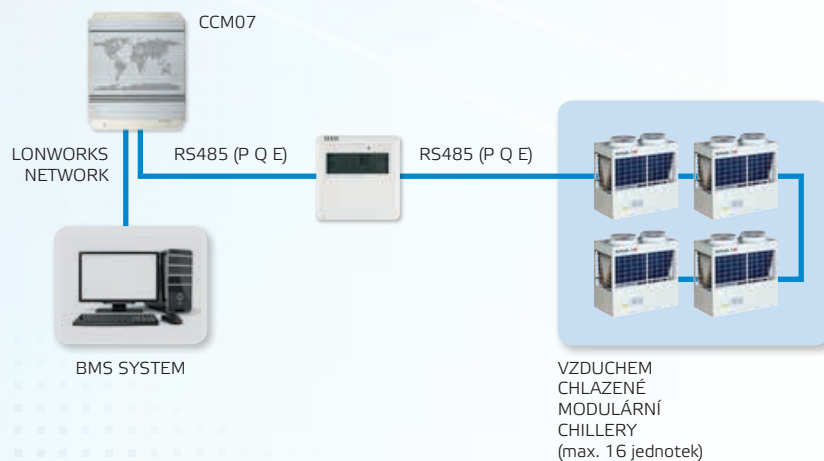 CCM07
LONWORKS
NETWORK
RS485 (P Q E)
RS485 (P Q E)
BMS SYSTEM
VZDUCHEM
CHLAZENÉ
MODULÁRNÍ
CHILLERY
(max. 16 jednotek)